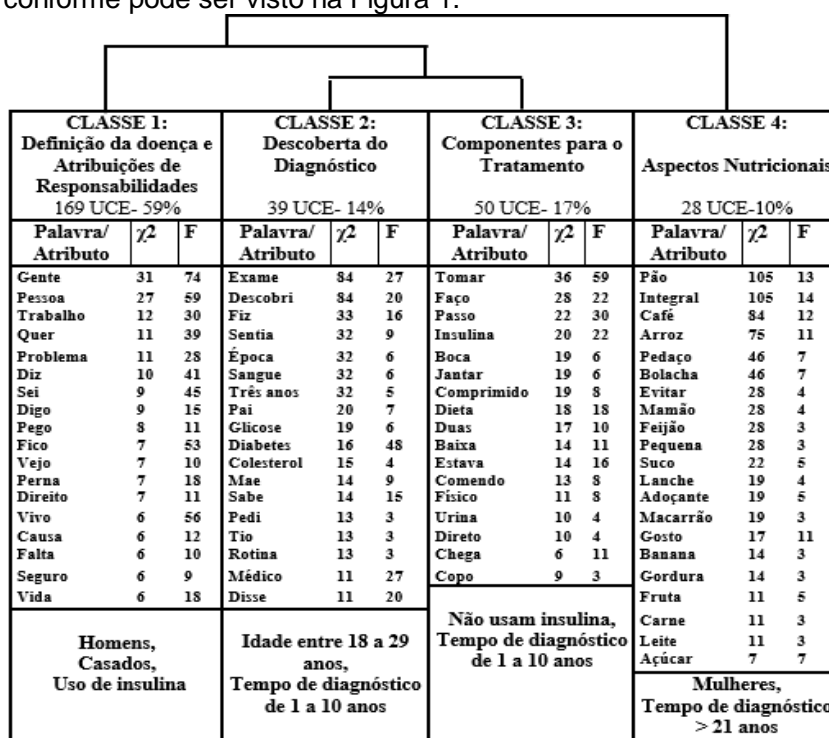 conforme pode ser visto na Figura 1.
CLASSE 1:
Definição da doença e
Atribuições de
Responsabilidades
169 UCE- 59%
Palavra/
Atributo χ2 F
Gente 31 74
Pessoa 27 59
Trabalho 12 30
Quer 11 39
Problema 11 28
Diz 10 41
Sei 9 45
Digo 9 15
Pego 8 11
Fico 7 53
Vejo 7 10
Perna 7 18
Direito 7 11
Vivo 6 56
Causa 6 12
Falta 6 10
Seguro 6 9
Vida 6 18
Homens,
Casados,
Uso de insulina
CLASSE 2:
Descoberta do
Diagnóstico
39 UCE- 14%
Palavra/
Atributo χ2 F
Exame 84 27
Descobri 84 20
Fiz 33 16
Sentia 32 9
Época 32 6
Sangue 32 6
Três anos 32 5
Pai 20 7
Glicose 19 6
Diabetes 16 48
Colesterol 15 4
Mae 14 9
Sabe 14 15
Pedi 13 3
Tio 13 3
Rotina 13 3
Médico 11 27
Disse 11 20
Idade entre 18 a 29
anos,
Tempo de diagnóstico
de 1 a 10 anos
CLASSE 3:
Componentes para o
Tratamento
50 UCE- 17%
Palavra/
Atributo χ2 F
Tomar 36 59
Faço 28 22
Passo 22 30
Insulina 20 22
Boca 19 6
Jantar 19 6
Comprimido 19 8
Dieta 18 18
Duas 17 10
Baixa 14 11
Estava 14 16
Comendo 13 8
Físico 11 8
Urina 10 4
Direto 10 4
Chega 6 11
Copo 9 3
Não usam insulina,
Tempo de diagnóstico
de 1 a 10 anos
CLASSE 4:
Aspectos Nutricionais
28 UCE-10%
Palavra/
Atributo χ2 F
Pão 105 13
Integral 105 14
Café 84 12
Arroz 75 11
Pedaço 46 7
Bolacha 46 7
Evitar 28 4
Mamão 28 4
Feijão 28 3
Pequena 28 3
Suco 22 5
Lanche 19 4
Adoçante 19 5
Macarrão 19 3
Gosto 17 11
Banana 14 3
Gordura 14 3
Fruta 11 5
Carne 11 3
Leite 11 3
Açúcar 7 7
Mulheres,
Tempo de diagnóstico
> 21 anos